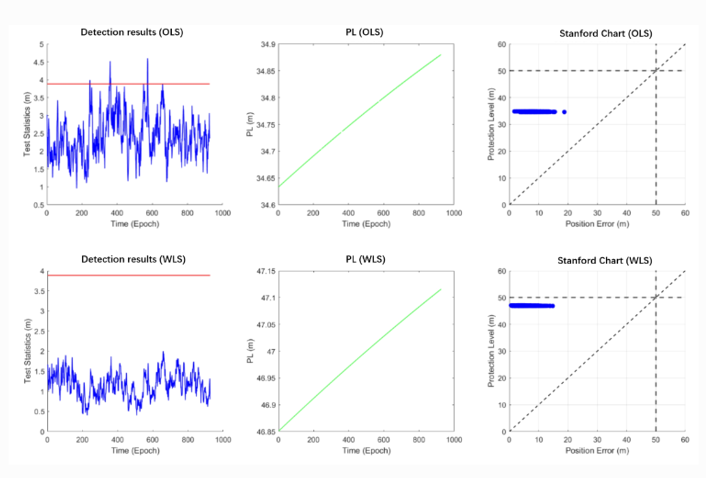 Detection results (OLS)
Test Statistics (m)
5
4.5
4
3.5
3
2.5
2
1.5
1
0.5
0 200 400 600 800 1000
Time (Epoch)
PL (OLS)
PL (m)
34.9
34.85
34.8
34.75
34.7
34.65
34.6
0 200 400 600 800 1000
Time (Epoch)
Stanford Chart (OLS)
Protection Level (m)
60
50
40
30
20
10
0
0 10 20 30 40 50 60
Position Error (m)
Detection results (WLS)
Test Statistics (m)
4
3.5
3
2.5
2
1.5
1
0.5
0
0 200 400 600 800 1000
Time (Epoch)
PL (WLS)
PL (m)
47.15
47.1
47.05
47
46.95
46.9
46.85
0 200 400 600 800 1000
Time (Epoch)
Stanford Chart (WLS)
Protection Level (m)
60
50
40
30
20
10
0
0 10 20 30 40 50 60
Position Error (m)